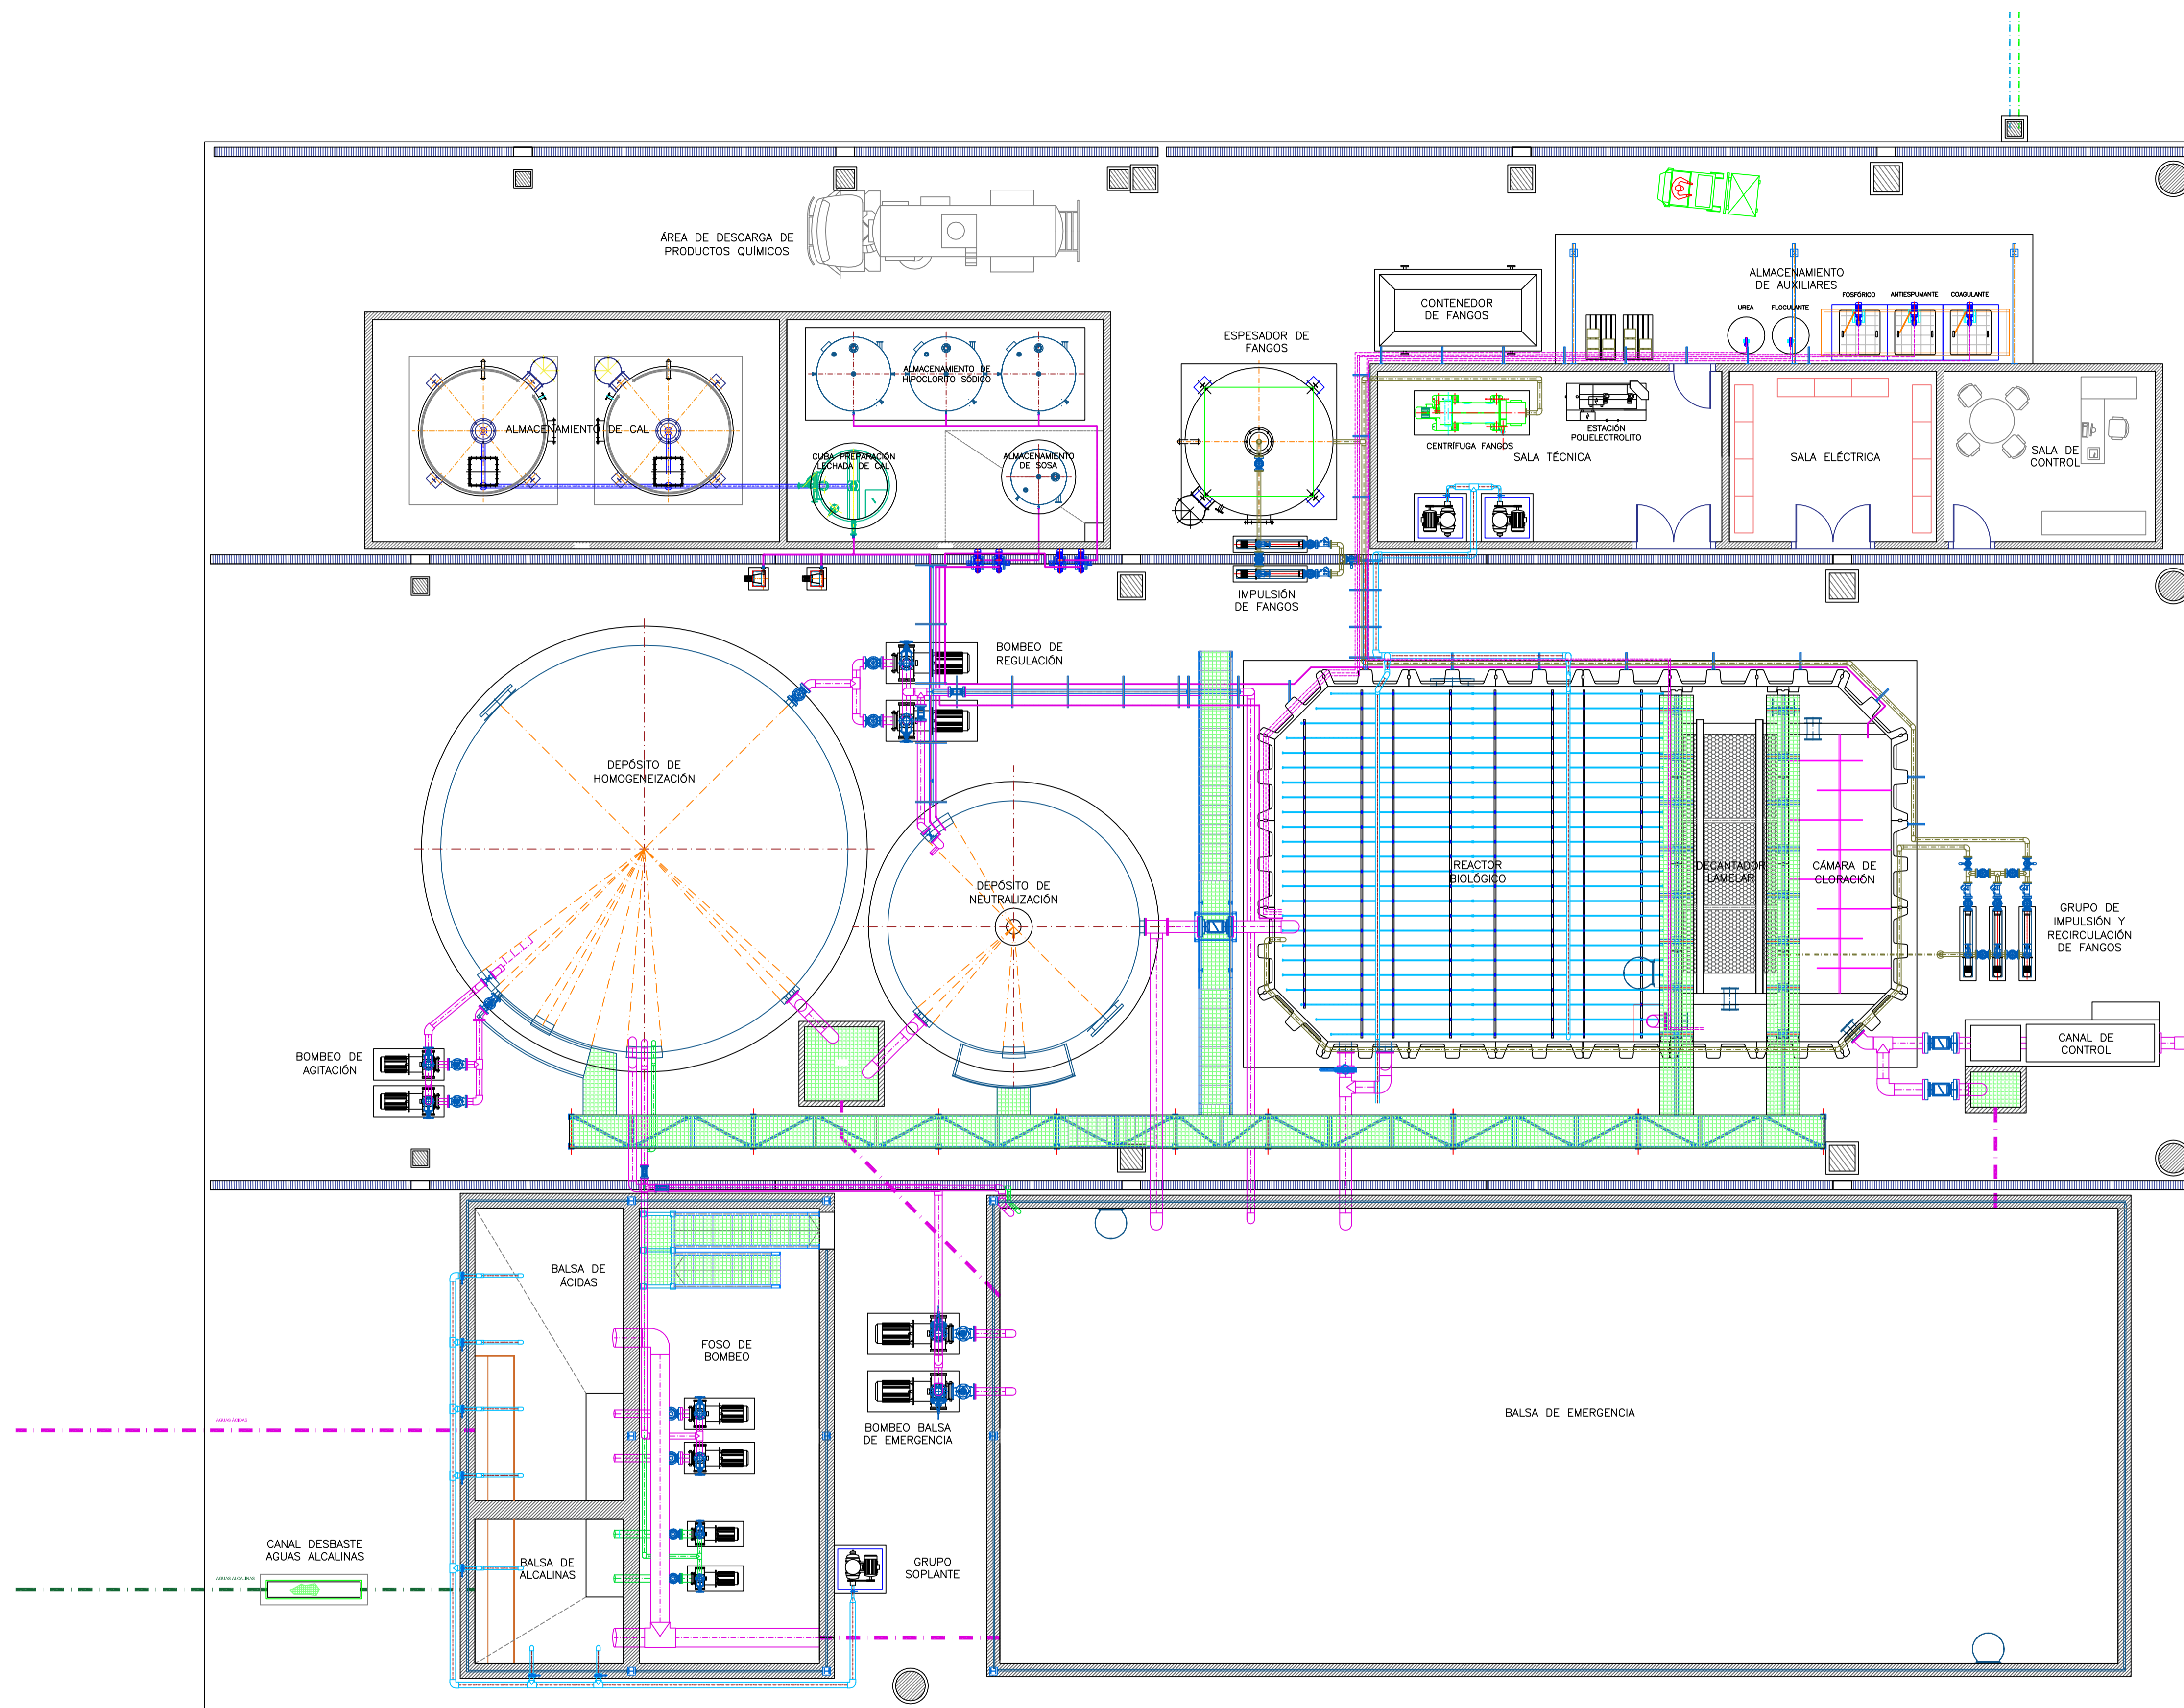 ÁREA DE DESCARGA DE
PRODUCTOS QUÍMICOS
ALMACENAMIENTO
DE AUXILIARES
UREA
FLOCULANTE
FOSFÓRICO
ANTIESPUMANTE
COAGULANTE
CONTENEDOR
DE FANGOS
ESPESADOR DE
FANGOS
ALMACENAMIENTO DE
HIPOCLORITO SÓDICO
ALMACENAMIENTO DE CAL
CUBA PREPARACIÓN
LECHADA DE CAL
ALMACENAMIENTO
DE SOSA
CENTRÍFUGA FANGOS
ESTACIÓN
POLIELECTROLITO
SALA TÉCNICA
SALA ELÉCTRICA
SALA DE
CONTROL
IMPULSIÓN
DE FANGOS
BOMBEO DE
REGULACIÓN
DEPÓSITO DE
HOMOGENEIZACIÓN
DEPÓSITO DE
NEUTRALIZACIÓN
REACTOR
BIOLÓGICO
DECANTADOR
LAMELAR
CÁMARA DE
CLORACIÓN
GRUPO DE
IMPULSIÓN Y
RECIRCULACIÓN
DE FANGOS
BOMBEO DE
AGITACIÓN
CANAL DE
CONTROL
BALSA DE
ÁCIDAS
FOSO DE
BOMBEO
BOMBEO BALSA
DE EMERGENCIA
BALSA DE EMERGENCIA
AGUAS ÁCIDAS
CANAL DESBASTE
AGUAS ALCALINAS
AGUAS ALCALINAS
BALSA DE
ALCALINAS
GRUPO
SOPLANTE